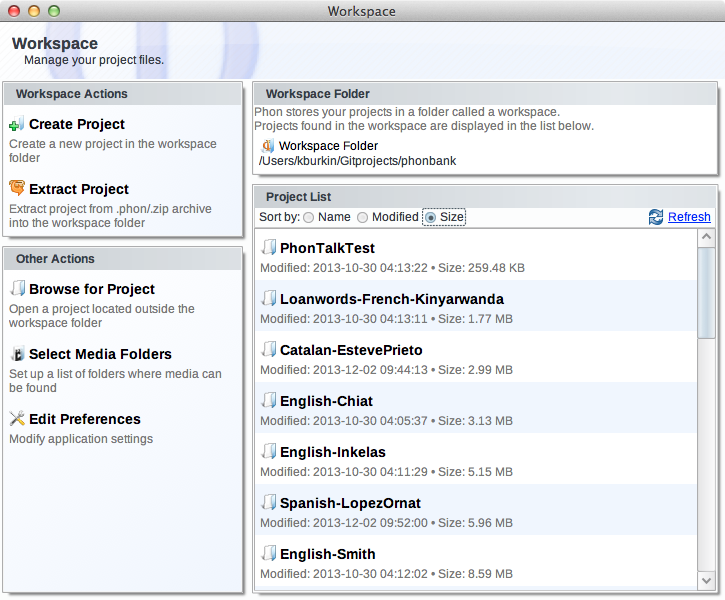 Workspace
Workspace
Manage your project files.
Workspace Actions
Create Project
Create a new project in the workspace
folder
Extract Project
Extract project from .phon/.zip archive
into the workspace folder
Other Actions
Browse for Project
Open a project located outside the
workspace folder
Select Media Folders
Set up a list of folders where media can
be found
Edit Preferences
Modify application settings
Workspace Folder
Phon stores your projects in a folder called a workspace.
Projects found in the workspace are displayed in the list below.
Workspace Folder
/Users/kburkin/Gitprojects/phonbank
Project List
Sort by: Name Modified Size Refresh
PhonTalkTest
Modified: 2013-10-30 04:13:22 • Size: 259.48 KB
Loanwords-French-Kinyarwanda
Modified: 2013-10-30 04:13:11 • Size: 1.77 MB
Catalan-EstevePrieto
Modified: 2013-12-02 09:44:13 • Size: 2.99 MB
English-Chiat
Modified: 2013-10-30 04:05:37 • Size: 3.13 MB
English-Inkelas
Modified: 2013-10-30 04:11:29 • Size: 5.15 MB
Spanish-LopezOrnat
Modified: 2013-12-02 09:52:00 • Size: 5.96 MB
English-Smith
Modified: 2013-10-30 04:12:02 • Size: 8.59 MB